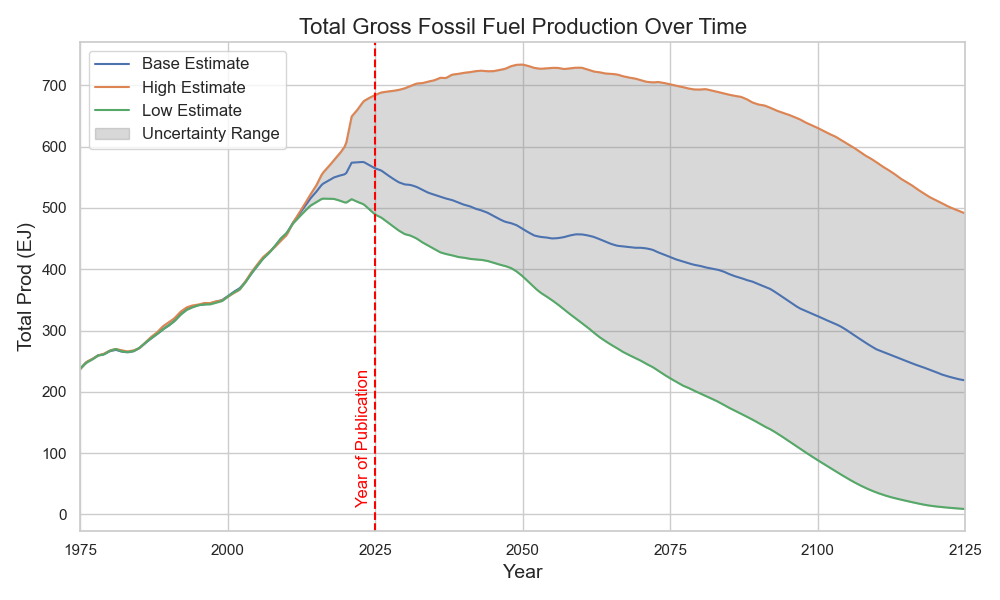 Total Gross Fossil Fuel Production Over Time
Base Estimate
High Estimate
Low Estimate
Uncertainty Range
Total Prod (EJ)
700
600
500
400
300
200
100
0
Year of Publication
1975
2000
2025
2050
2075
2100
2125
Year